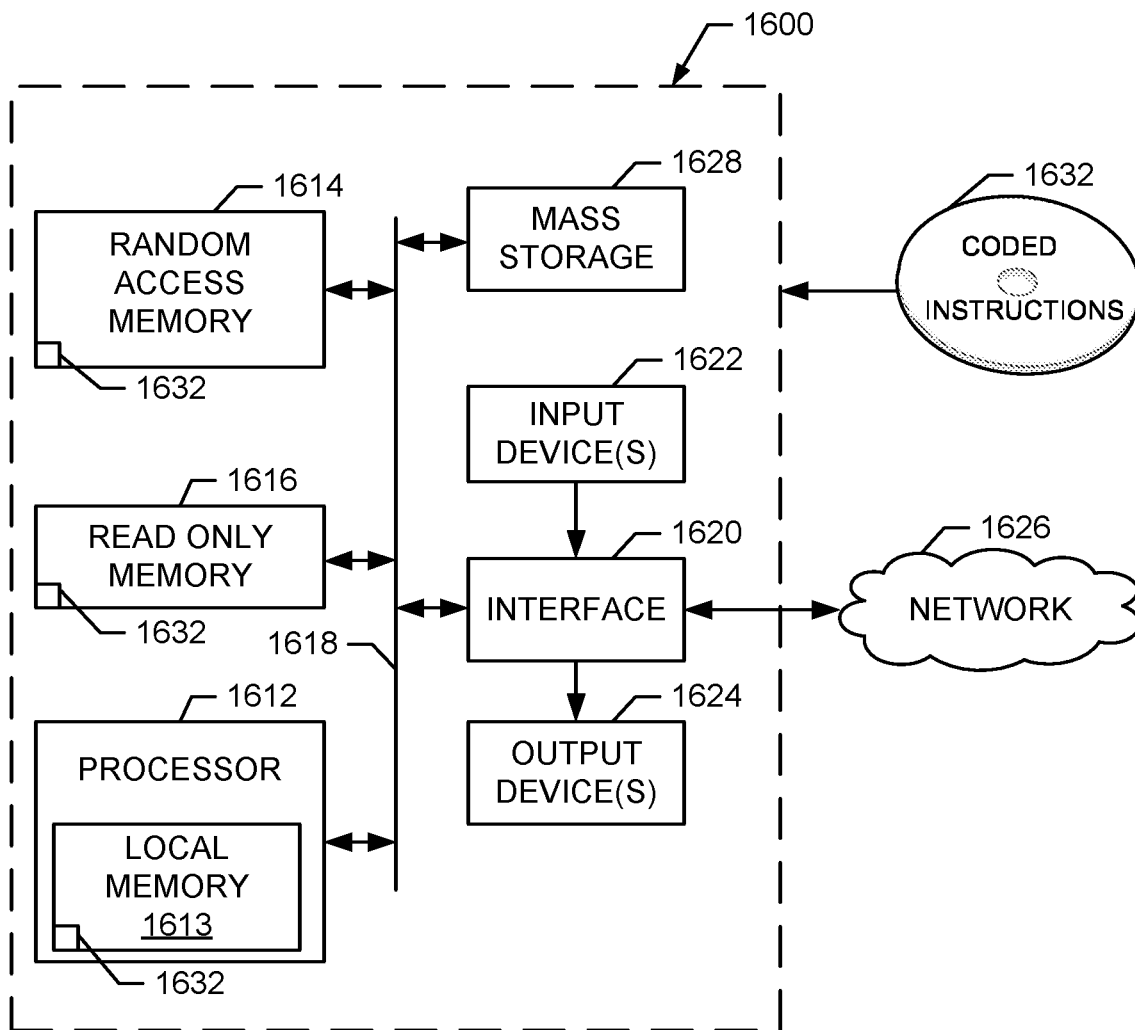 1600
1614
RANDOM
ACCESS
MEMORY
1632
1628
MASS
STORAGE
1632
CODED
INSTRUCTIONS
1622
INPUT
DEVICE(S)
1616
READ ONLY
MEMORY
1632
1620
INTERFACE
1626
NETWORK
1618
1612
PROCESSOR
LOCAL
MEMORY
1613
1632
1624
OUTPUT
DEVICE(S)